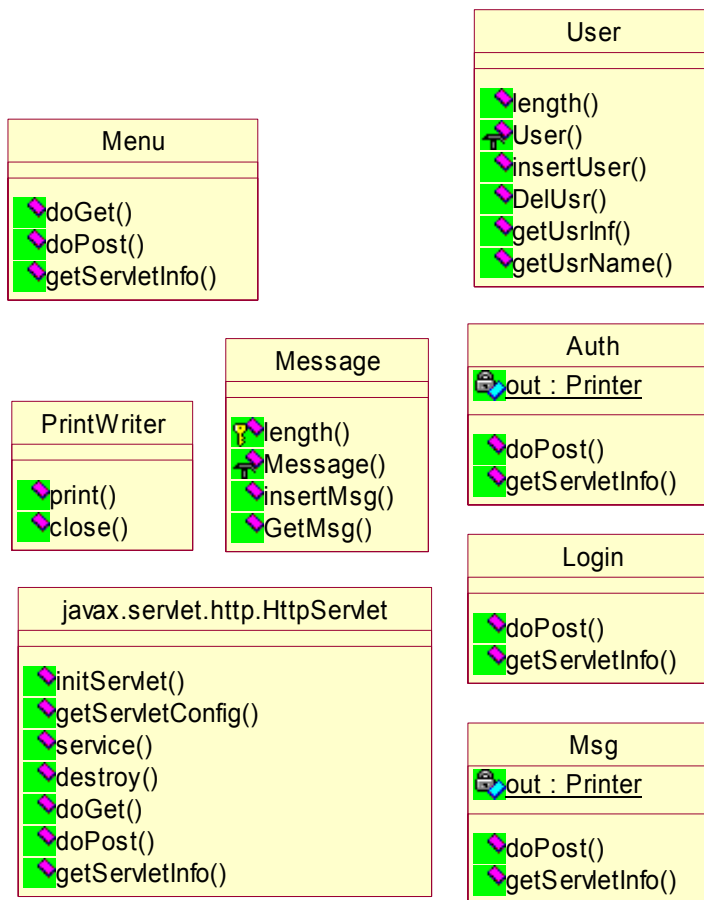 User
length()
User()
insertUser()
DelUsr()
getUsrInf()
getUsrName()
Menu
doGet()
doPost()
getServletInfo()
Message
length()
Message()
insertMsg()
GetMsg()
Auth
out : Printer
doPost()
getServletInfo()
PrintWriter
print()
close()
Login
doPost()
getServletInfo()
javax.servlet.http.HttpServlet
initServlet()
getServletConfig()
service()
destroy()
doGet()
doPost()
getServletInfo()
Msg
out : Printer
doPost()
getServletInfo()